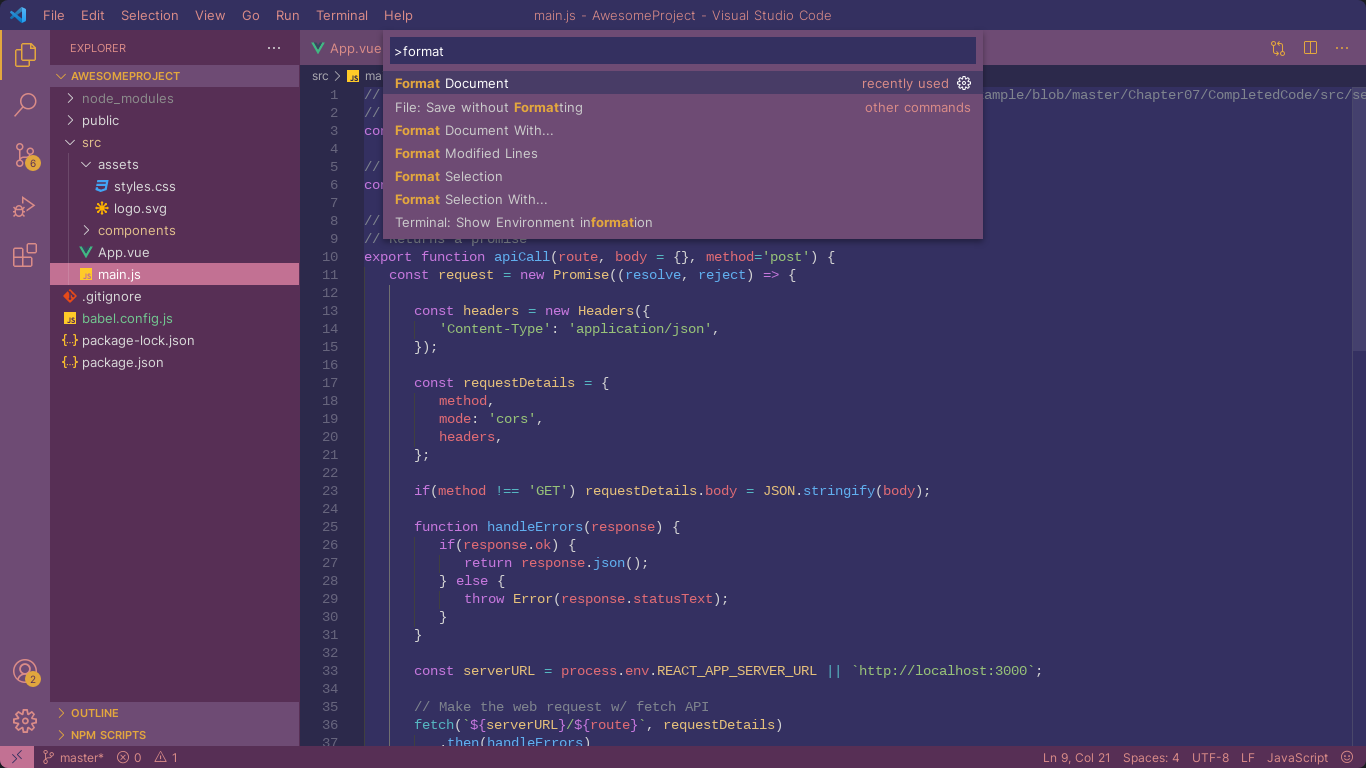 File Edit Selection View Go Run Terminal Help main.js - AwesomeProject - Visual Studio Code
EXPLORER
AWESOMEPROJECT
node_modules
public
src
assets
styles.css
logo.svg
components
App.vue
main.js
.gitignore
babel.config.js
package-lock.json
package.json
OUTLINE
NPM SCRIPTS
6
2
App.vue
>format
Format Document recently used
File: Save without Formatting other commands
Format Document With...
Format Modified Lines
Format Selection
Format Selection With...
Terminal: Show Environment information
src
1 // ample/blob/master/Chapter07/CompletedCode/src/se
2 //
3
4
5 //
6
7
8 //
9 // Returns a promise
10 export function apiCall(route, body = {}, method='post') {
11 const request = new Promise((resolve, reject) => {
12
13 const headers = new Headers({
14 'Content-Type': 'application/json',
15 });
16
17 const requestDetails = {
18 method,
19 mode: 'cors',
20 headers,
21 };
22
23 if(method !== 'GET') requestDetails.body = JSON.stringify(body);
24
25 function handleErrors(response) {
26 if(response.ok) {
27 return response.json();
28 } else {
29 throw Error(response.statusText);
30 }
31 }
32
33 const serverURL = process.env.REACT_APP_SERVER_URL || `http://localhost:3000`;
34
35 // Make the web request w/ fetch API
36 fetch(`${serverURL}/${route}`, requestDetails)
37 .then(handleErrors)
master* 0 1 Ln 9, Col 21 Spaces: 4 UTF-8 LF JavaScript